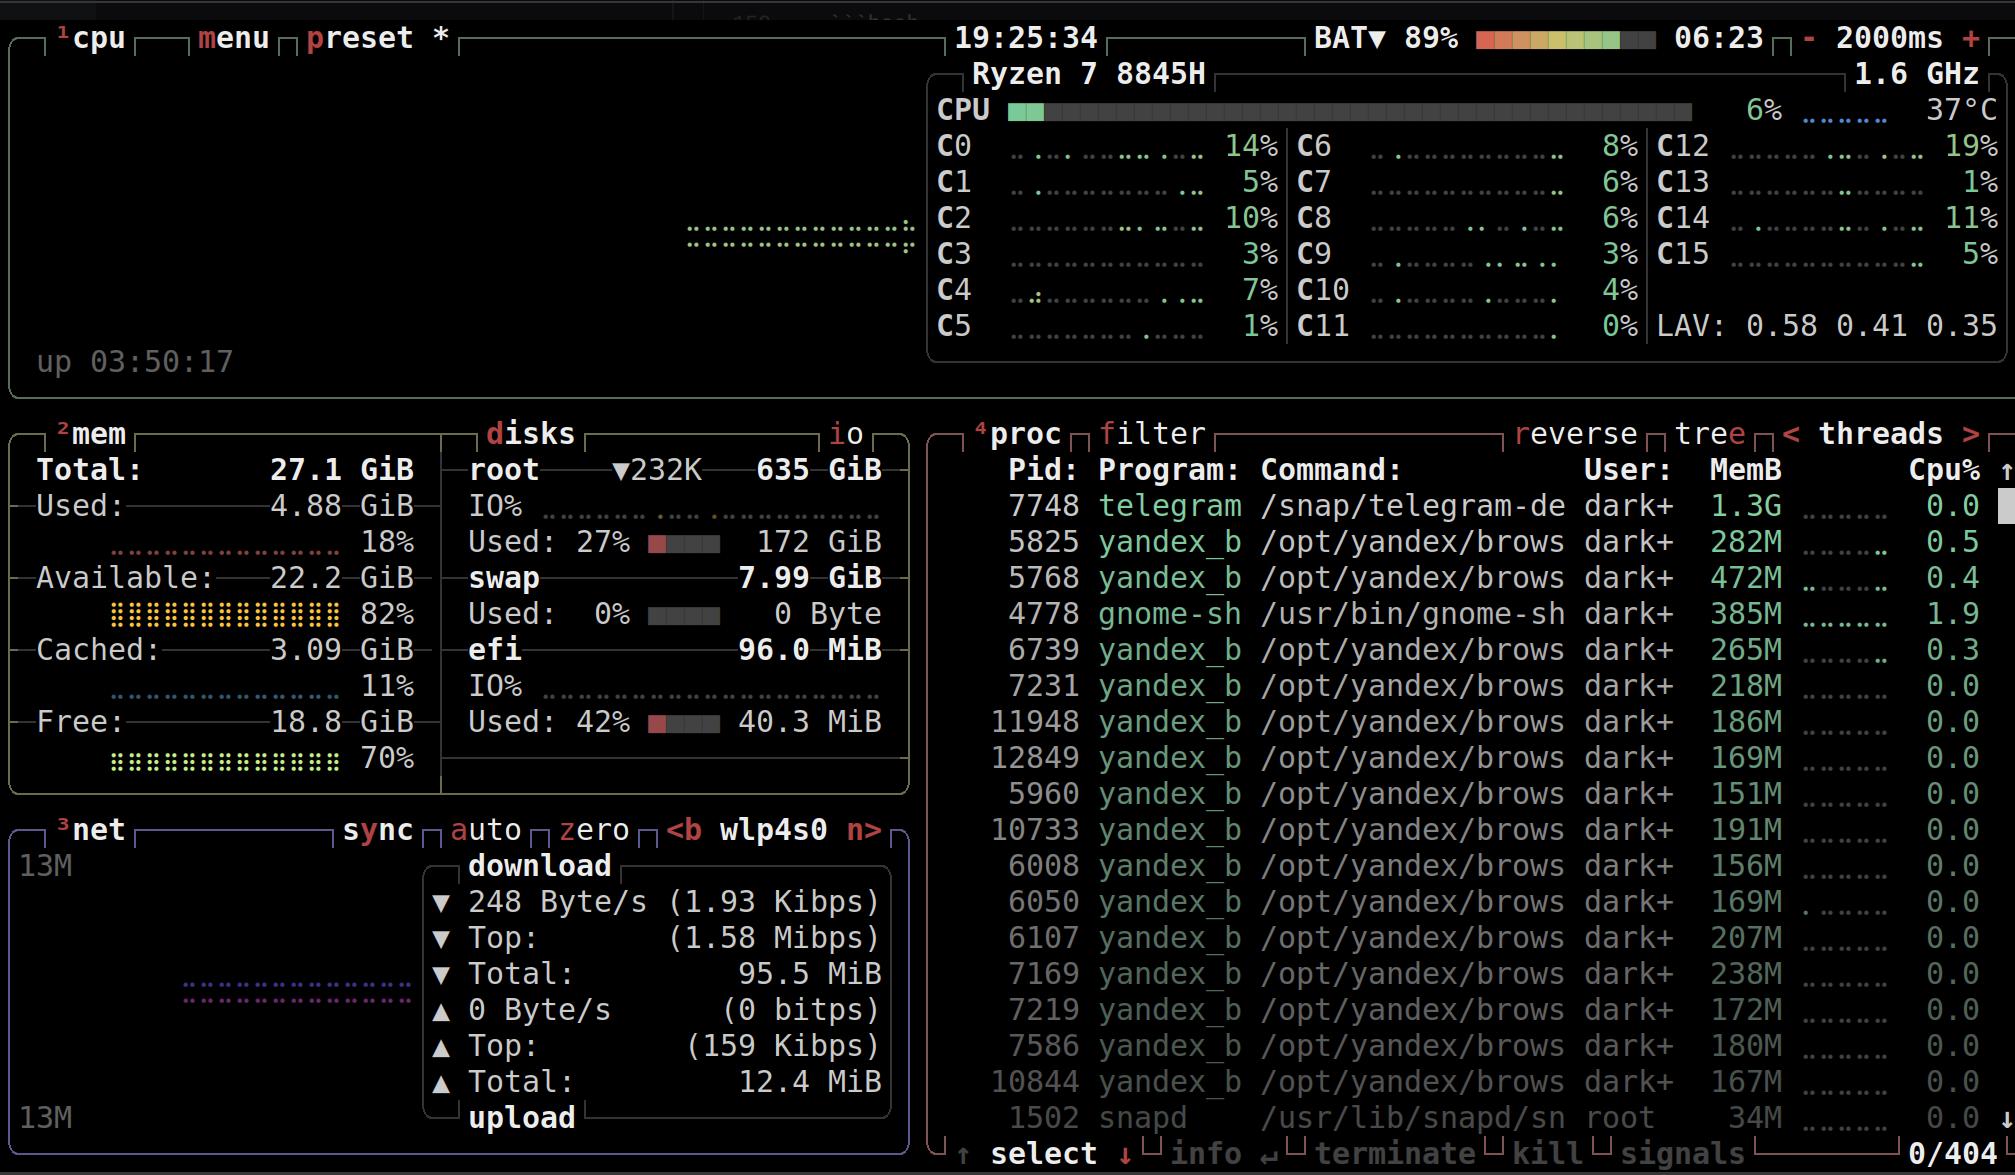 ¹cpu menu preset * 19:25:34 BAT▼ 89% 06:23 - 2000ms +
Ryzen 7 8845H 1.6 GHz
CPU 6% 37°C
C0 14% C6 8% C12 19%
C1 5% C7 6% C13 1%
C2 10% C8 6% C14 11%
C3 3% C9 3% C15 5%
C4 7% C10 4%
C5 1% C11 0% LAV: 0.58 0.41 0.35
up 03:50:17
²mem
Total: 27.1 GiB
Used: 4.88 GiB
18%
Available: 22.2 GiB
82%
Cached: 3.09 GiB
11%
Free: 18.8 GiB
70%
disks io
root ▼232K 635 GiB
IO%
Used: 27% 172 GiB
swap 7.99 GiB
Used: 0% 0 Byte
efi 96.0 MiB
IO%
Used: 42% 40.3 MiB
³net sync auto zero <b wlp4s0 n>
13M
download
▼ 248 Byte/s (1.93 Kibps)
▼ Top: (1.58 Mibps)
▼ Total: 95.5 MiB
▲ 0 Byte/s (0 bitps)
▲ Top: (159 Kibps)
▲ Total: 12.4 MiB
13M
upload
⁴proc filter reverse tree < threads >
Pid: Program: Command: User: MemB Cpu% ↑
7748 telegram /snap/telegram-de dark+ 1.3G 0.0
5825 yandex_b /opt/yandex/brows dark+ 282M 0.5
5768 yandex_b /opt/yandex/brows dark+ 472M 0.4
4778 gnome-sh /usr/bin/gnome-sh dark+ 385M 1.9
6739 yandex_b /opt/yandex/brows dark+ 265M 0.3
7231 yandex_b /opt/yandex/brows dark+ 218M 0.0
11948 yandex_b /opt/yandex/brows dark+ 186M 0.0
12849 yandex_b /opt/yandex/brows dark+ 169M 0.0
5960 yandex_b /opt/yandex/brows dark+ 151M 0.0
10733 yandex_b /opt/yandex/brows dark+ 191M 0.0
6008 yandex_b /opt/yandex/brows dark+ 156M 0.0
6050 yandex_b /opt/yandex/brows dark+ 169M 0.0
6107 yandex_b /opt/yandex/brows dark+ 207M 0.0
7169 yandex_b /opt/yandex/brows dark+ 238M 0.0
7219 yandex_b /opt/yandex/brows dark+ 172M 0.0
7586 yandex_b /opt/yandex/brows dark+ 180M 0.0
10844 yandex_b /opt/yandex/brows dark+ 167M 0.0
1502 snapd /usr/lib/snapd/sn root 34M 0.0 ↓
↑ select ↓ info ↵ terminate kill signals 0/404